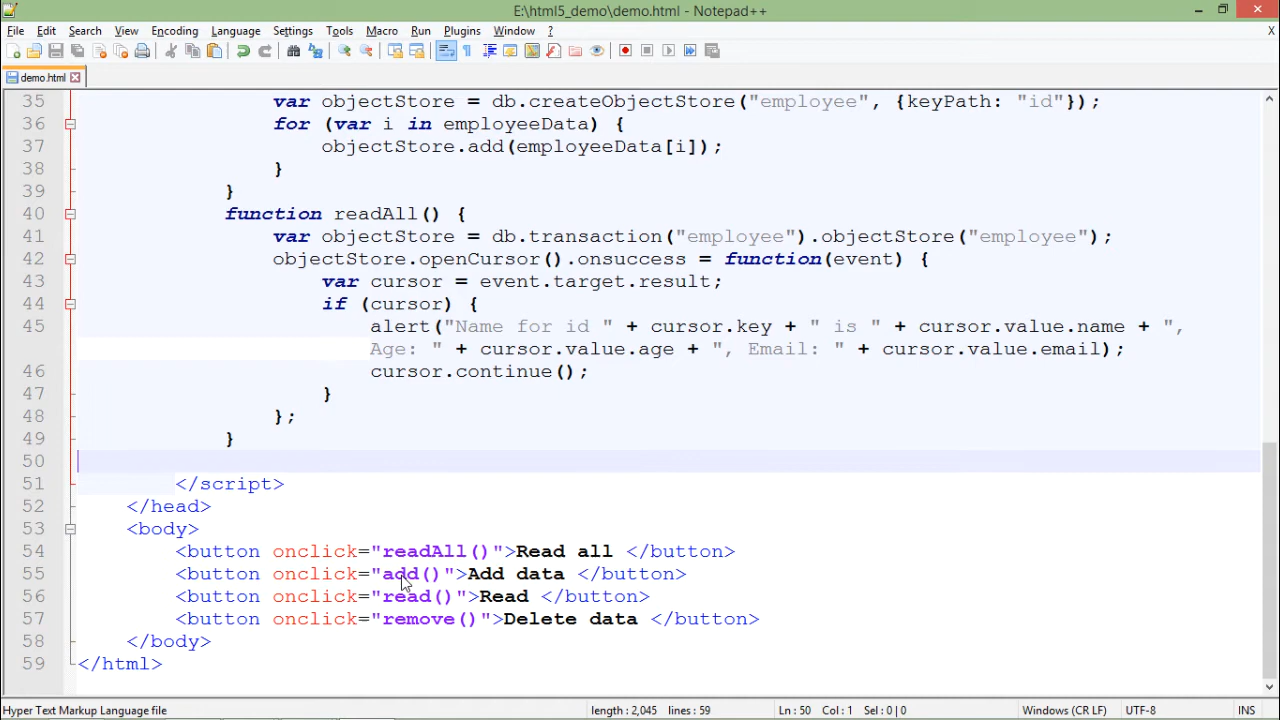 E:\html5_demo\demo.html - Notepad++
File Edit Search View Encoding Language Settings Tools Macro Run Plugins Window ? X
demo.html
35 var objectStore = db.createObjectStore("employee", {keyPath: "id"});
36 for (var i in employeeData) {
37 objectStore.add(employeeData[i]);
38 }
39 }
40 function readAll() {
41 var objectStore = db.transaction("employee").objectStore("employee");
42 objectStore.openCursor().onsuccess = function(event) {
43 var cursor = event.target.result;
44 if (cursor) {
45 alert("Name for id " + cursor.key + " is " + cursor.value.name + ",
Age: " + cursor.value.age + ", Email: " + cursor.value.email);
46 cursor.continue();
47 }
48 };
49 }
50
51 </script>
52 </head>
53 <body>
54 <button onclick="readAll()">Read all </button>
55 <button onclick="add()">Add data </button>
56 <button onclick="read()">Read </button>
57 <button onclick="remove()">Delete data </button>
58 </body>
59 </html>
Hyper Text Markup Language file length : 2,045 lines : 59 Ln : 50 Col : 1 Sel : 0 | 0 Windows (CR LF) UTF-8 INS